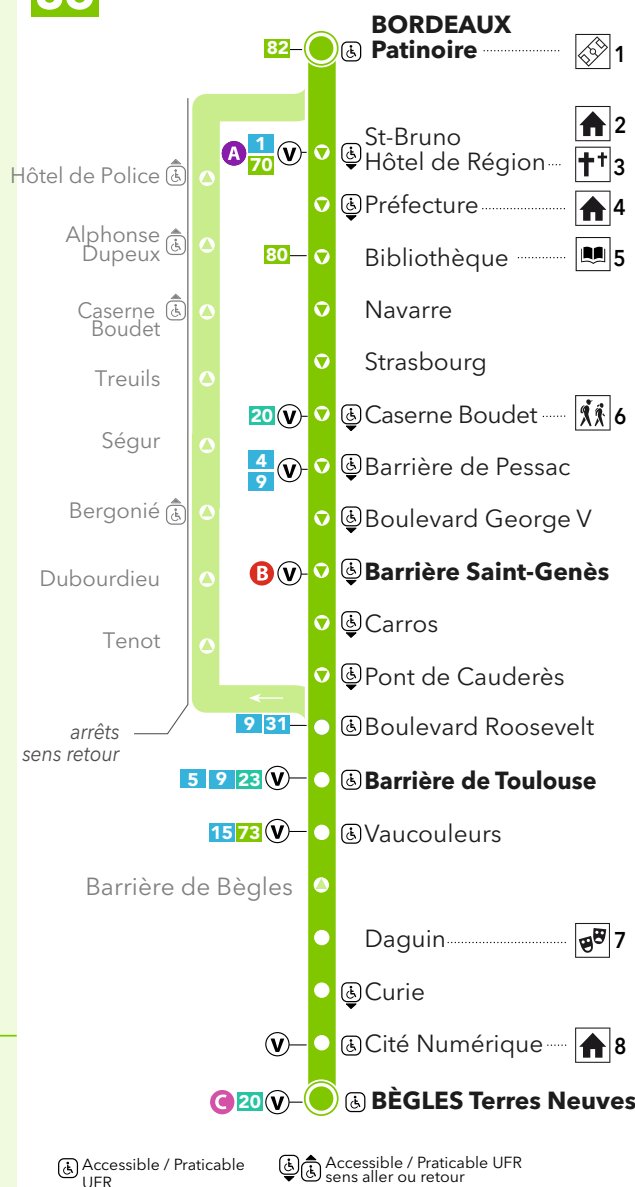 BORDEAUX
82 Patinoire 1
2
A 1 70 V St-Bruno
Hôtel de Région 3
Hôtel de Police
Préfecture 4
Alphonse
Dupeux
80 Bibliothèque 5
Caserne
Boudet
Navarre
Treuils
Strasbourg
20 V Caserne Boudet 6
Ségur
4 9 V Barrière de Pessac
Bergonié
Boulevard George V
Dubourdieu
B V Barrière Saint-Genès
Tenot
Carros
Pont de Cauderès
arrêts
sens retour
9 31 Boulevard Roosevelt
5 9 23 V Barrière de Toulouse
15 73 V Vaucouleurs
Barrière de Bègles
Daguin 7
Curie
V Cité Numérique 8
C 20 V BÈGLES Terres Neuves
Accessible / Praticable
UFR
Accessible / Praticable UFR
sens aller ou retour